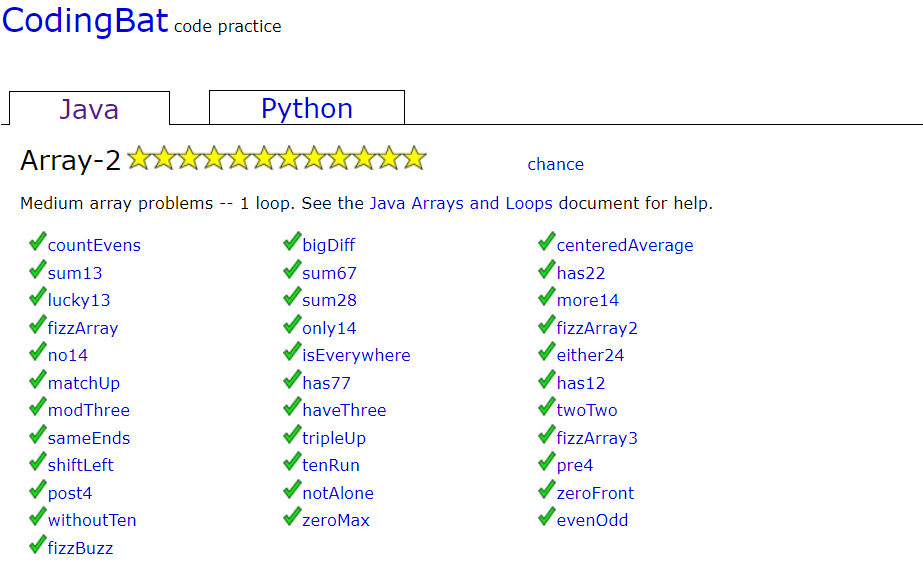 CodingBat code practice
Java Python
Array-2 chance
Medium array problems -- 1 loop. See the Java Arrays and Loops document for help.
countEvens bigDiff centeredAverage
sum13 sum67 has22
lucky13 sum28 more14
fizzArray only14 fizzArray2
no14 isEverywhere either24
matchUp has77 has12
modThree haveThree twoTwo
sameEnds tripleUp fizzArray3
shiftLeft tenRun pre4
post4 notAlone zeroFront
withoutTen zeroMax evenOdd
fizzBuzz